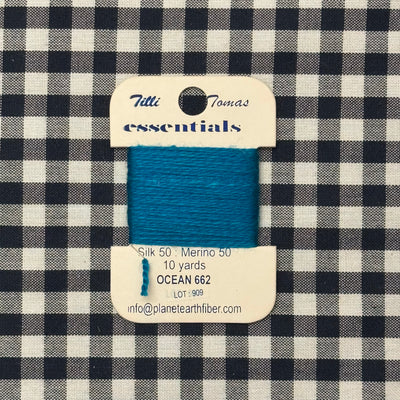 Tilli Tomas
essentials
Silk 50 : Merino 50
10 yards
OCEAN 662
LOT: 909
info@planetearthfiber.com